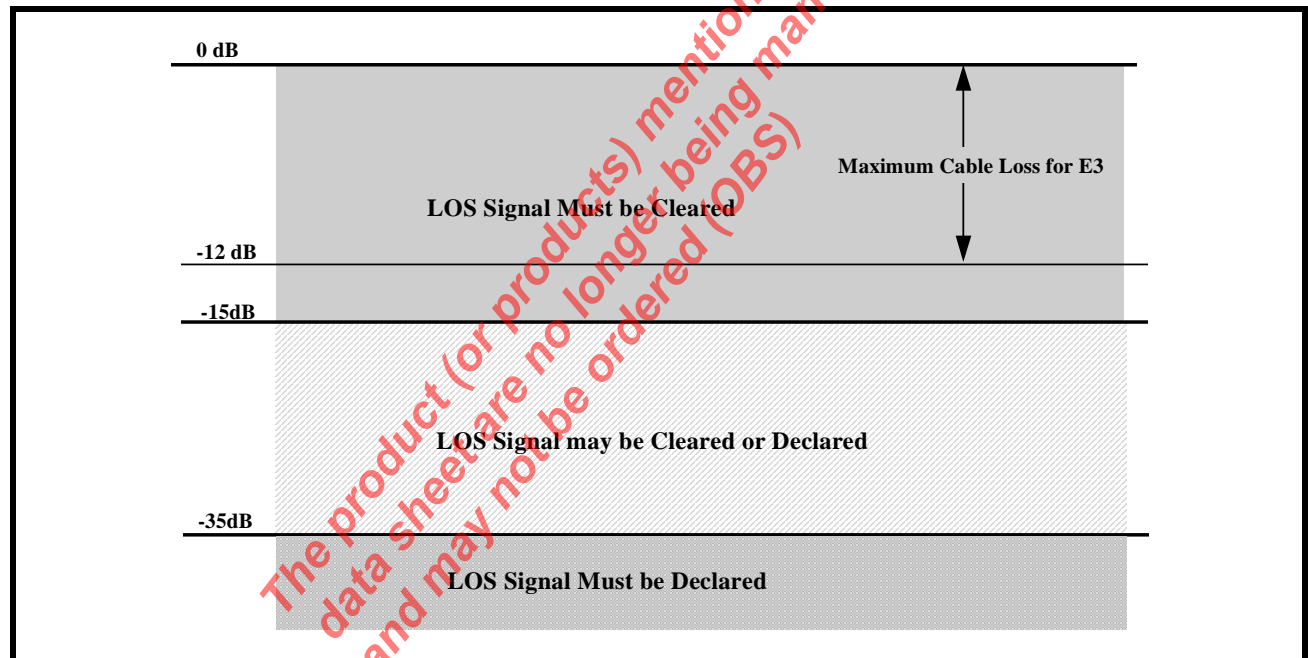 0 dB
Maximum Cable Loss for E3
LOS Signal Must be Cleared
-12 dB
-15dB
LOS Signal may be Cleared or Declared
-35dB
LOS Signal Must be Declared
The product (or products) mention
data sheet are no longer being man
and may not be ordered (OBS)